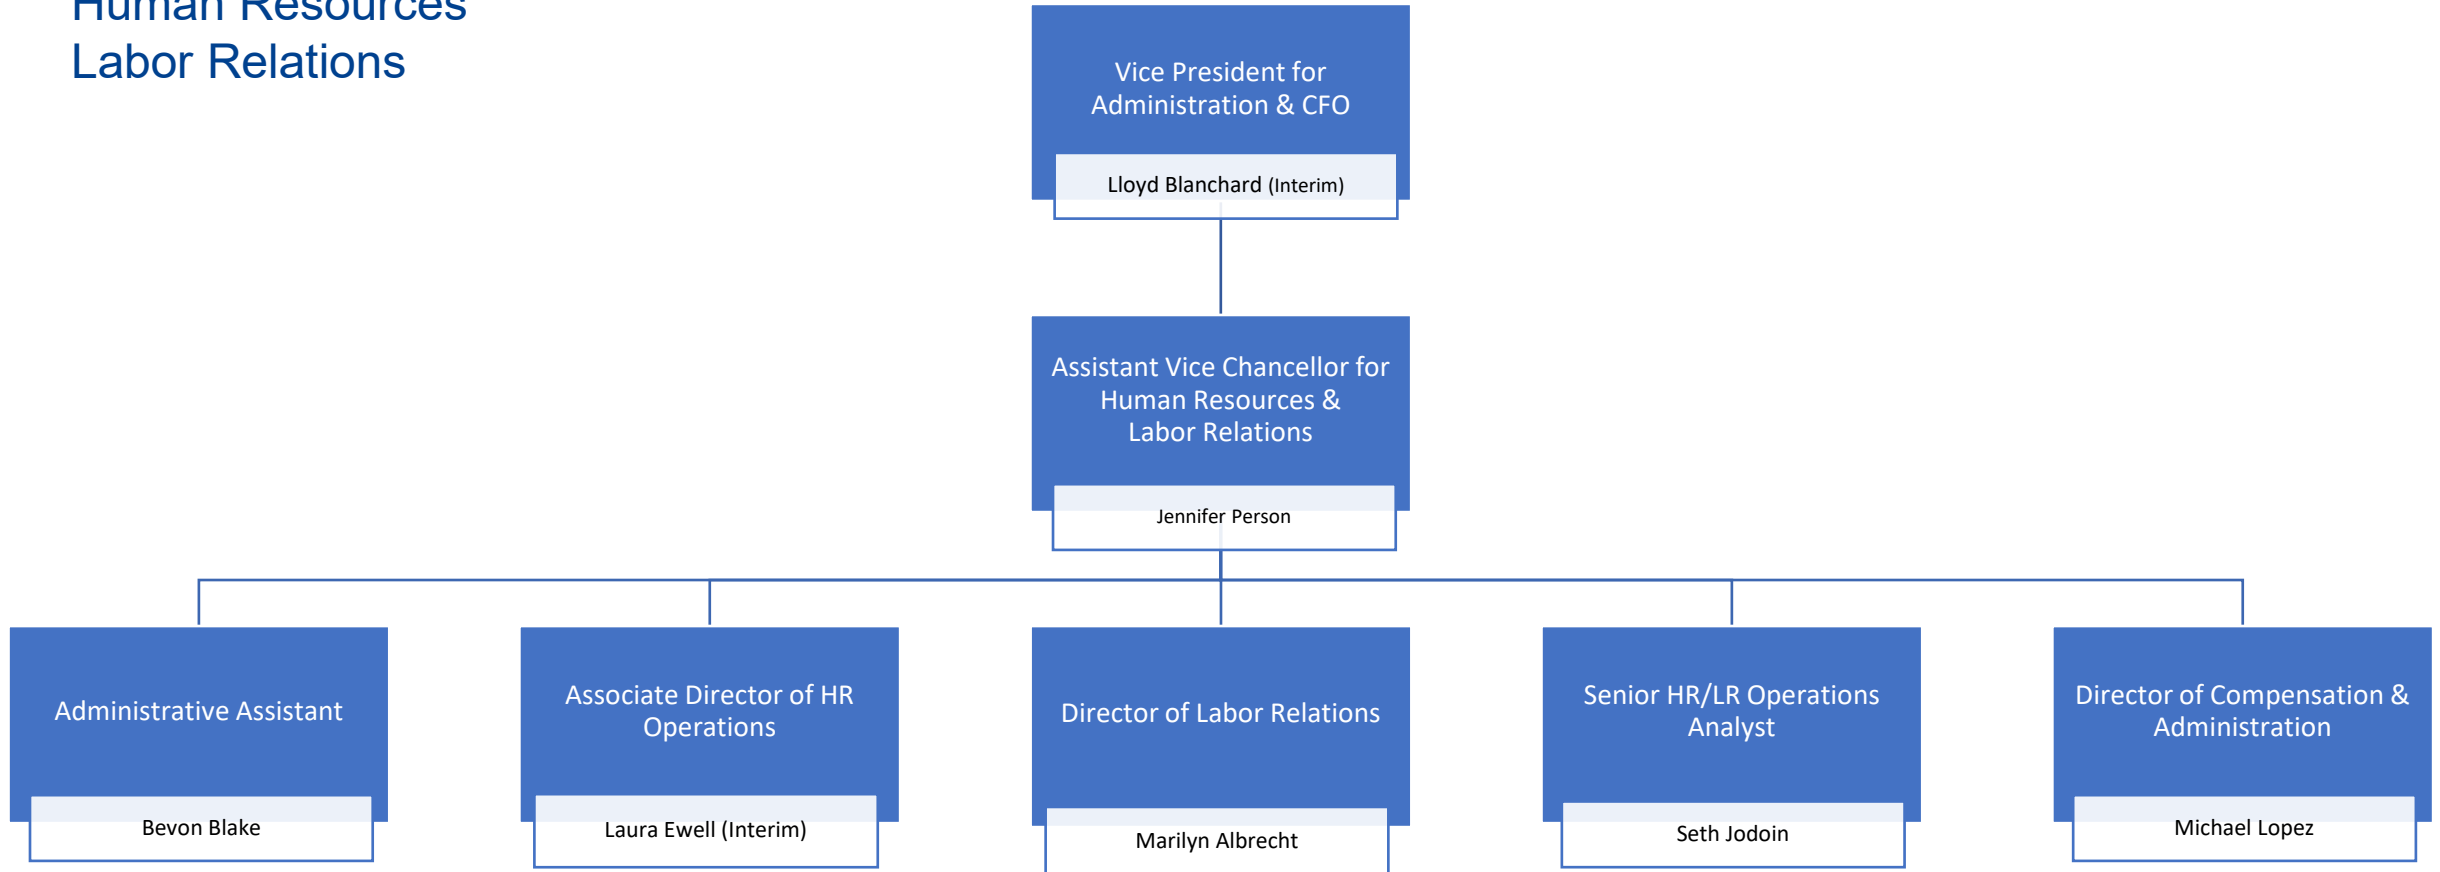 Human Resources
Labor Relations
Vice President for
Administration & CFO
Lloyd Blanchard (Interim)
Assistant Vice Chancellor for
Human Resources &
Labor Relations
Jennifer Person
Administrative Assistant
Bevon Blake
Associate Director of HR
Operations
Laura Ewell (Interim)
Director of Labor Relations
Marilyn Albrecht
Senior HR/LR Operations
Analyst
Seth Jodoin
Director of Compensation &
Administration
Michael Lopez